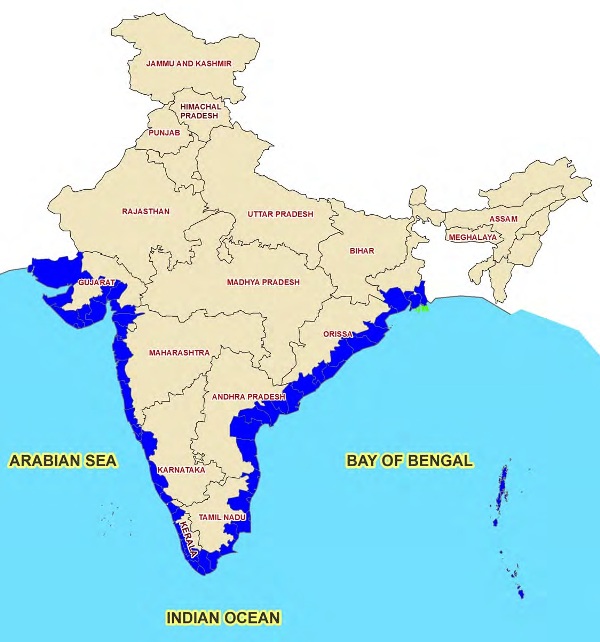 JAMMU AND KASHMIR
HIMACHAL
PRADESH
PUNJAB
RAJASTHAN
UTTAR PRADESH
ASSAM
MEGHALAYA
BIHAR
GUJARAT
MADHYA PRADESH
ORISSA
MAHARASHTRA
ANDHRA PRADESH
ARABIAN SEA
BAY OF BENGAL
KARNATAKA
TAMIL NADU
KERALA
INDIAN OCEAN